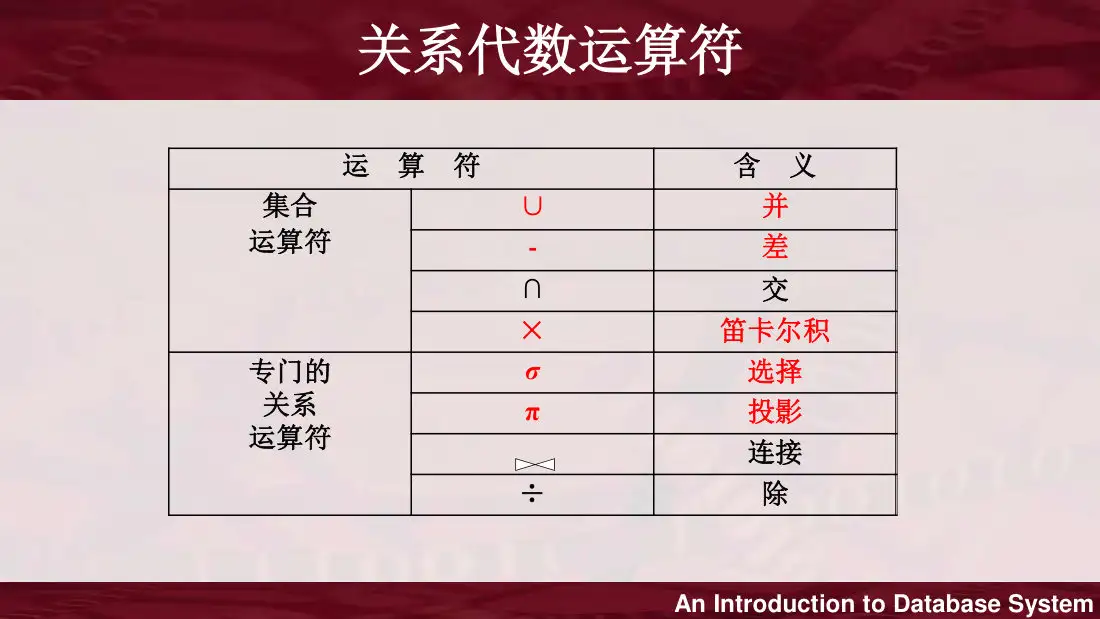 关系代数运算符
运 算 符 含 义
集合
运算符
∪ 并
- 差
∩ 交
× 笛卡尔积
专门的
关系
运算符
σ 选择
π 投影
⋈ 连接
÷ 除
An Introduction to Database System